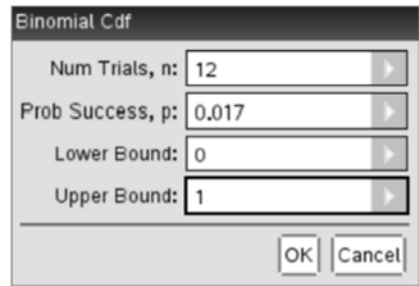 Binomial Cdf
Num Trials, n: 12
Prob Success, p: 0.017
Lower Bound: 0
Upper Bound: 1
OK Cancel